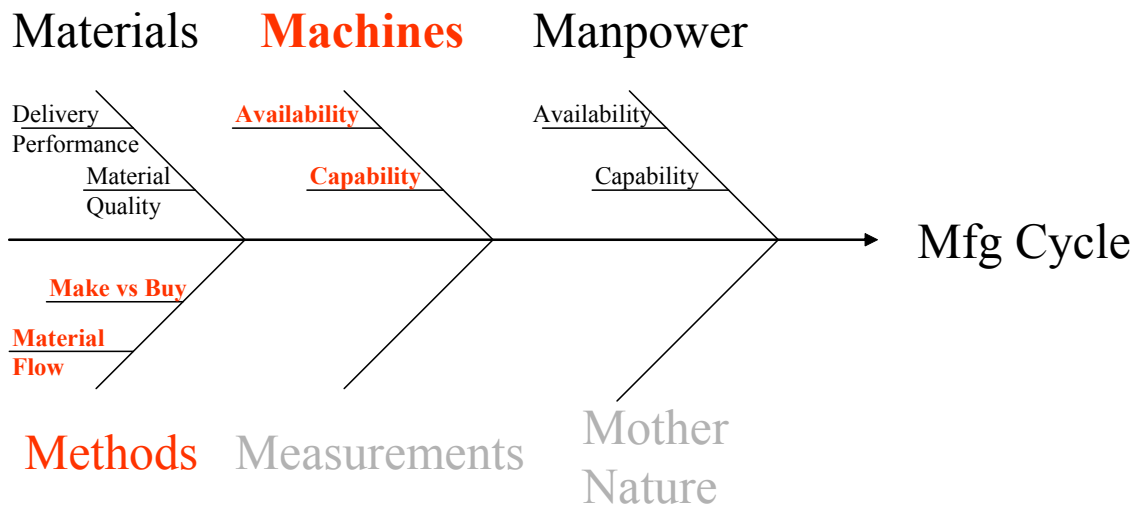 Materials
Machines
Manpower
Delivery
Performance
Material
Quality
Availability
Capability
Availability
Capability
Mfg Cycle
Make vs Buy
Material
Flow
Methods
Measurements
Mother
Nature